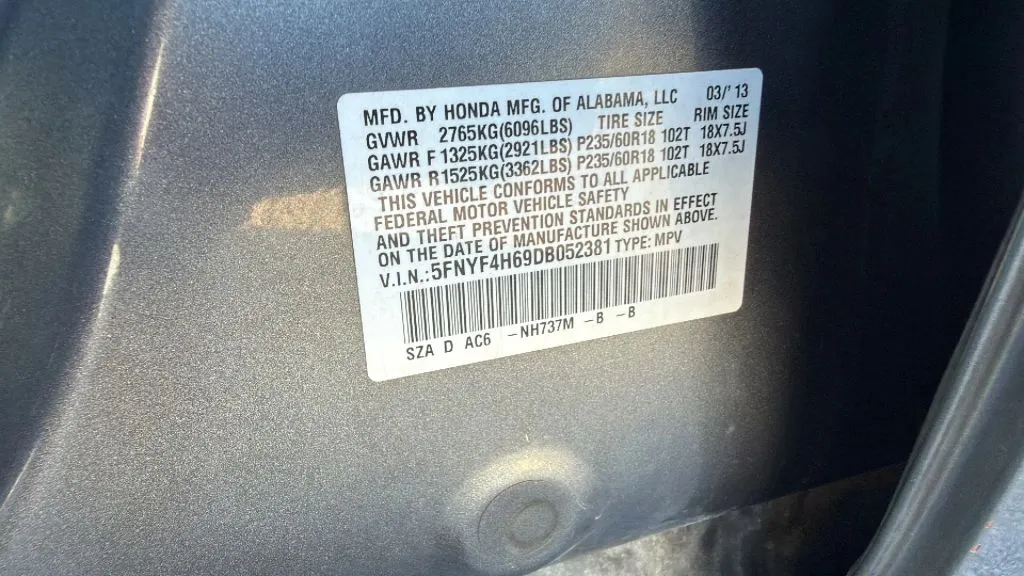 MFD. BY HONDA MFG. OF ALABAMA, LLC 03/'13
GVWR 2765KG(6096LBS) TIRE SIZE RIM SIZE
GAWR F 1325KG(2921LBS) P235/60R18 102T 18X7.5J
GAWR R1525KG(3362LBS) P235/60R18 102T 18X7.5J
THIS VEHICLE CONFORMS TO ALL APPLICABLE
FEDERAL MOTOR VEHICLE SAFETY
AND THEFT PREVENTION STANDARDS IN EFFECT
ON THE DATE OF MANUFACTURE SHOWN ABOVE.
V.I.N.:5FNYF4H69DB052381 TYPE: MPV
SZA D AC6 -NH737M -B -B